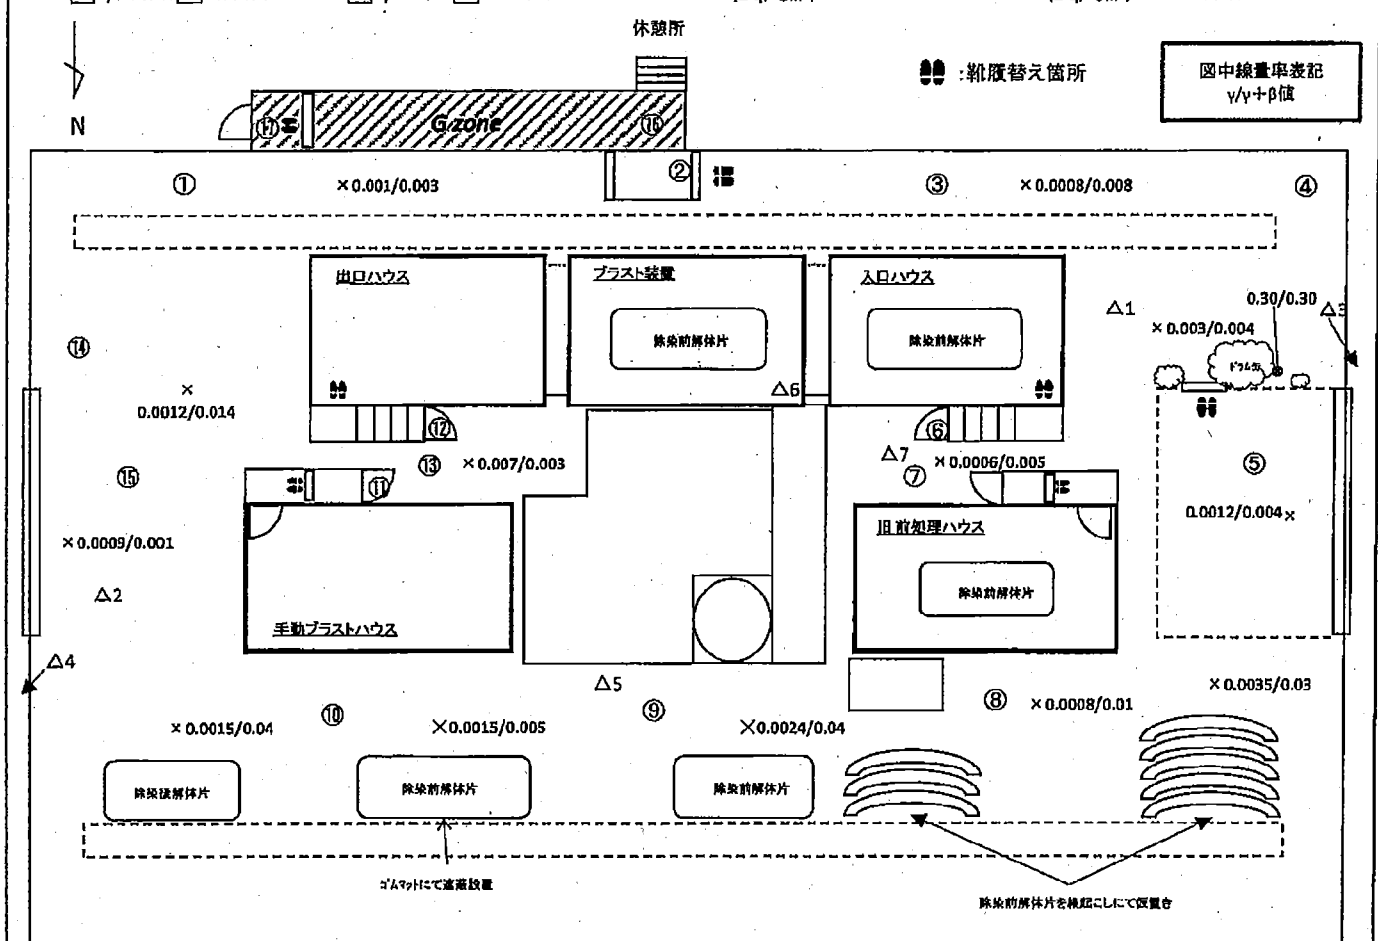 休憩所
:靴履替え箇所
図中線量率表記
γ/γ+β値
N
⑰
G zone
⑯
①
×0.001/0.003
②
③
×0.0008/0.008
④
出口ハウス
ブラスト装置
入口ハウス
除染前解体片
除染前解体片
△1
0.30/0.30
△3
×0.003/0.004
ドラム缶
⑭
×
0.0012/0.014
△6
⑫
⑥
⑬
×0.007/0.003
△7
⑦
×0.0006/0.005
⑤
⑮
⑪
0.0012/0.004×
×0.0009/0.001
旧前処理ハウス
除染前解体片
△2
手動ブラストハウス
△4
△5
×0.0035/0.03
×0.0015/0.04
⑩
×0.0015/0.005
⑨
×0.0024/0.04
⑧
×0.0008/0.01
除染後解体片
除染前解体片
除染前解体片
ゴムマットにて遮蔽設置
除染前解体片を横起こしにて仮置き